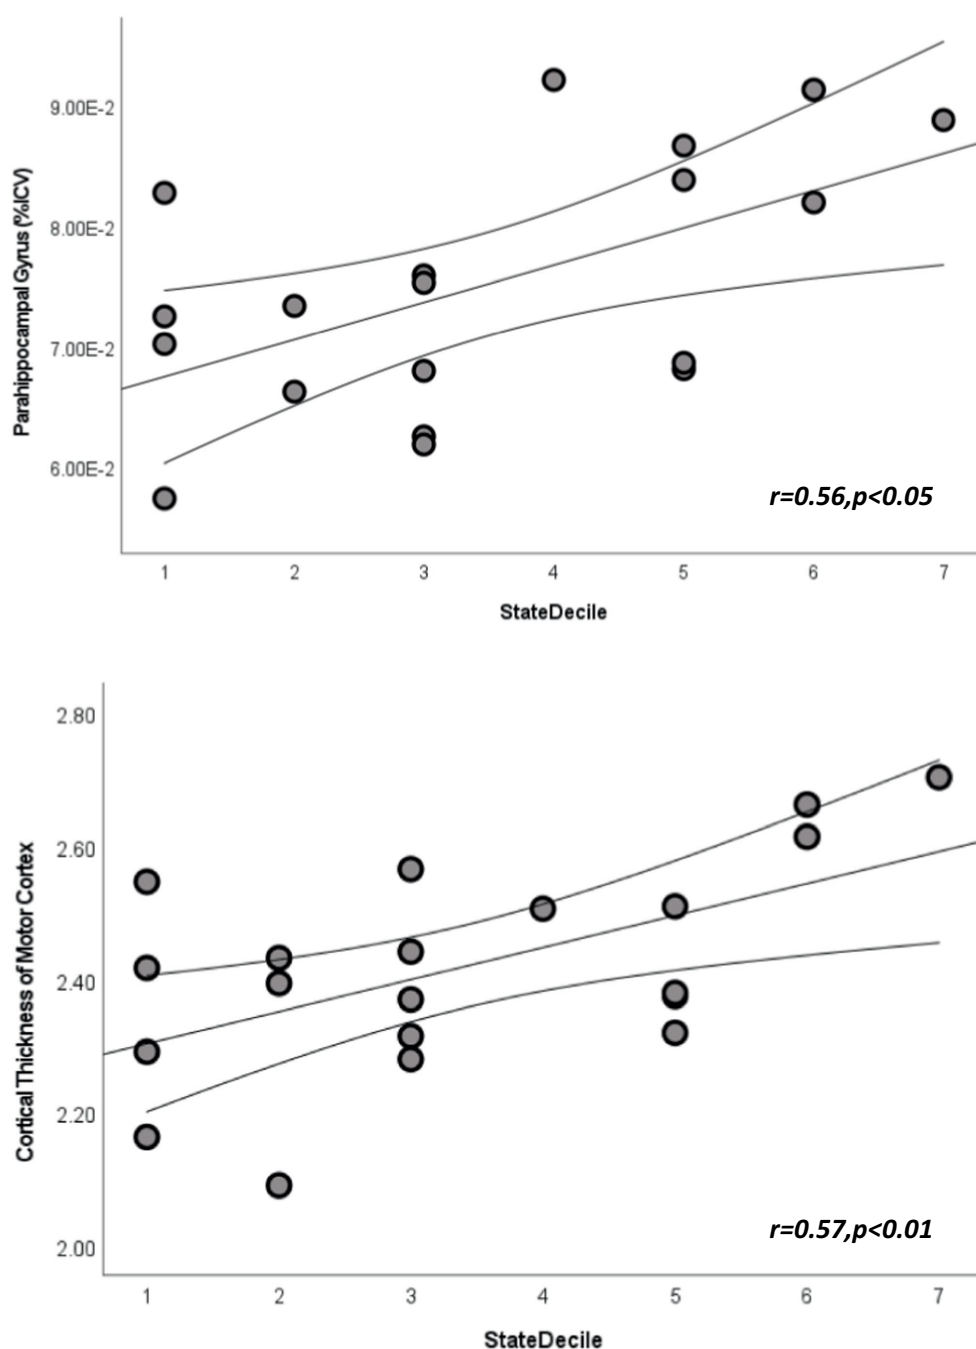 Parahippocampal Gyrus (%ICV)
9.00E-2
8.00E-2
7.00E-2
6.00E-2
r=0.56,p<0.05
1 2 3 4 5 6 7
StateDecile
Cortical Thickness of Motor Cortex
2.80
2.60
2.40
2.20
2.00
r=0.57,p<0.01
1 2 3 4 5 6 7
StateDecile